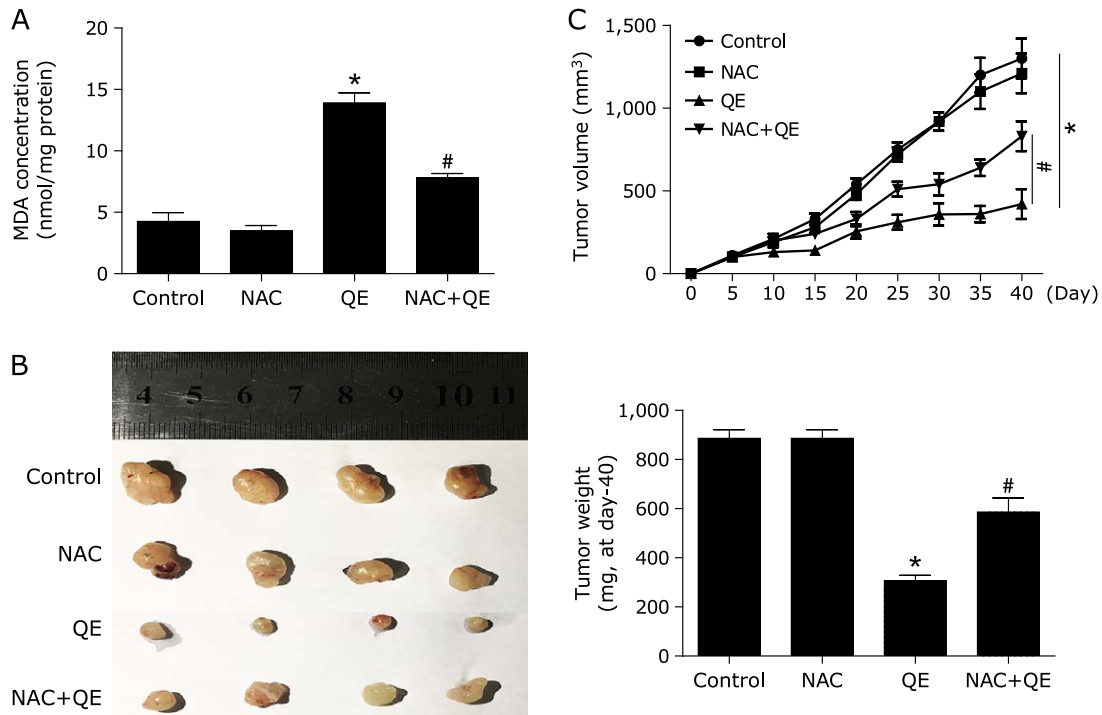 A
MDA concentration
(nmol/mg protein)
20
15
10
5
0
*
#
Control NAC QE NAC+QE
C
Tumor volume (mm³)
1,500
1,000
500
0
Control
NAC
QE
NAC+QE
#
*
0 5 10 15 20 25 30 35 40 (Day)
B
4 5 6 7 8 9 10 11
Control
NAC
QE
NAC+QE
Tumor weight
(mg, at day-40)
1,000
800
600
400
200
0
*
#
Control NAC QE NAC+QE